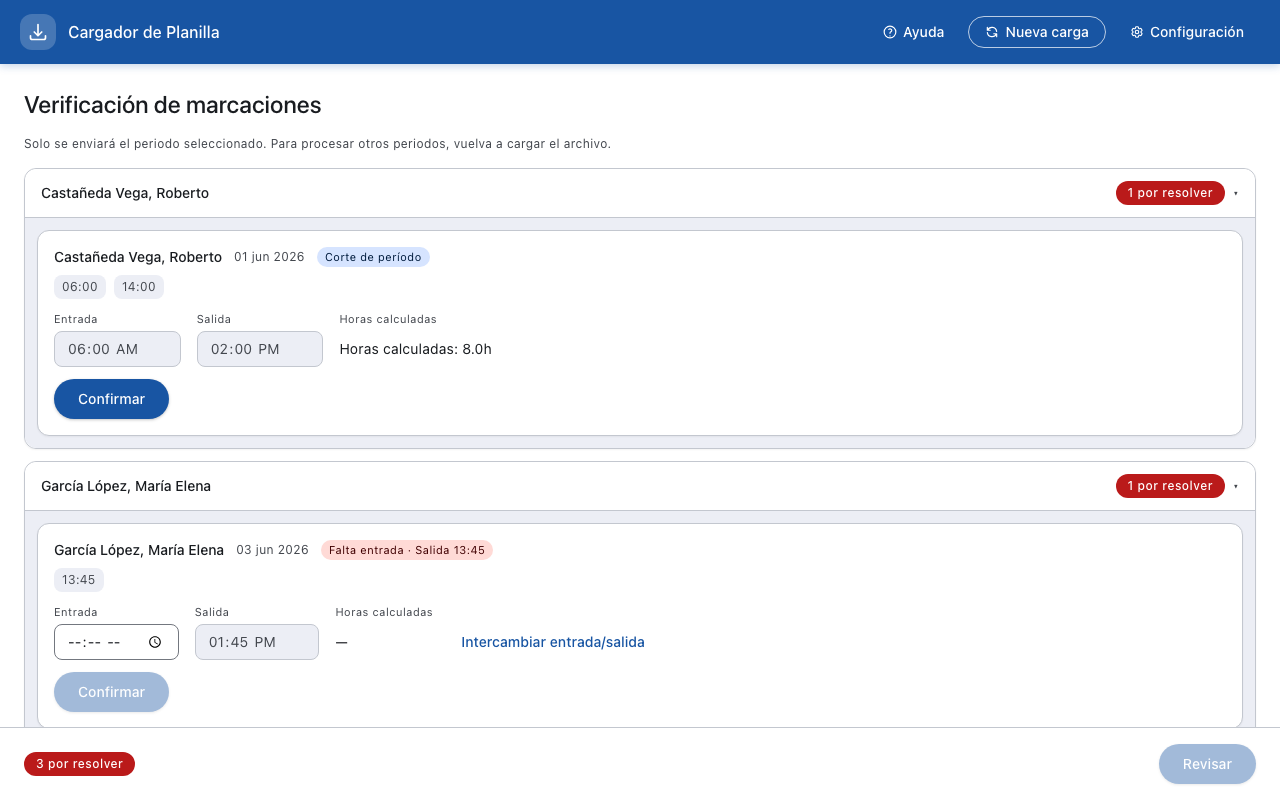 Cargador de Planilla
Ayuda
Nueva carga
Configuración
Verificación de marcaciones
Solo se enviará el periodo seleccionado. Para procesar otros periodos, vuelva a cargar el archivo.
Castañeda Vega, Roberto
1 por resolver
Castañeda Vega, Roberto 01 jun 2026 Corte de período
06:00 14:00
Entrada Salida Horas calculadas
06:00 AM 02:00 PM Horas calculadas: 8.0h
Confirmar
García López, María Elena
1 por resolver
García López, María Elena 03 jun 2026 Falta entrada · Salida 13:45
13:45
Entrada Salida Horas calculadas
--:-- -- 01:45 PM — Intercambiar entrada/salida
Confirmar
3 por resolver
Revisar